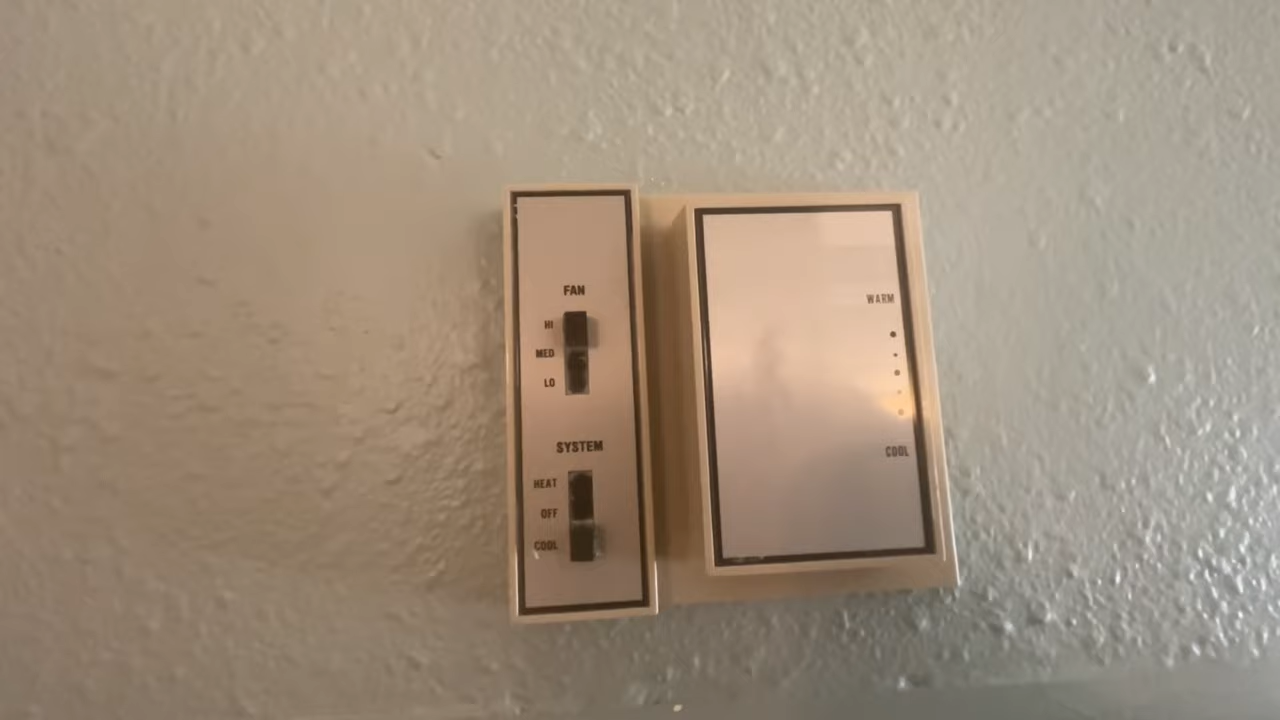 FAN
HI
MED
LO
SYSTEM
HEAT
OFF
COOL
WARM
COOL